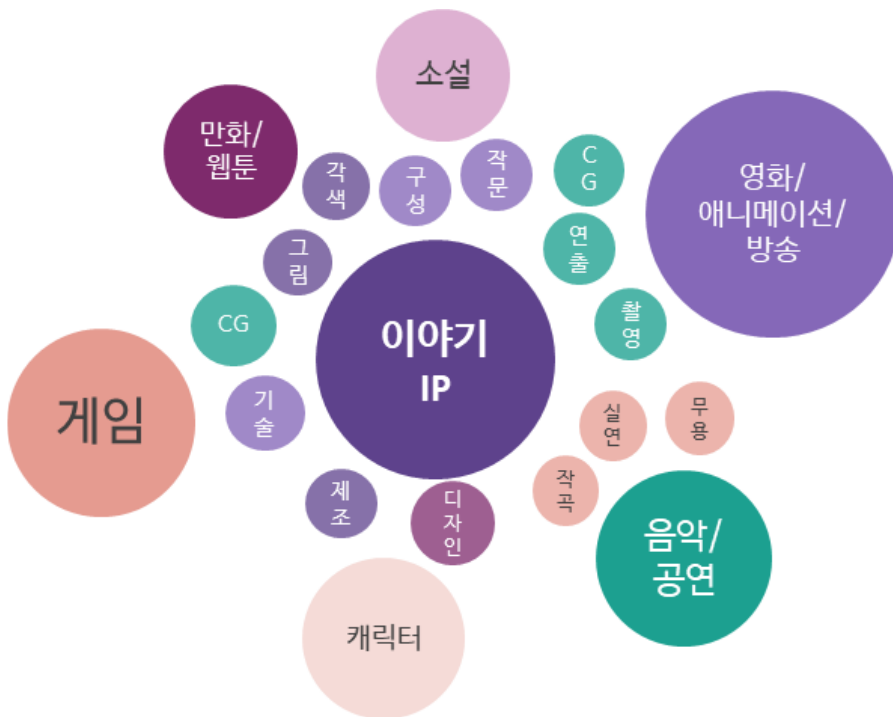 소설
만화/
웹툰
각
색
구
성
작
문
C
G
영화/
애니메이션/
방송
그
림
연
출
CG
촬
영
이야기
IP
게임
기
술
실
연
무
용
제
조
디
자
인
작
곡
음악/
공연
캐릭터